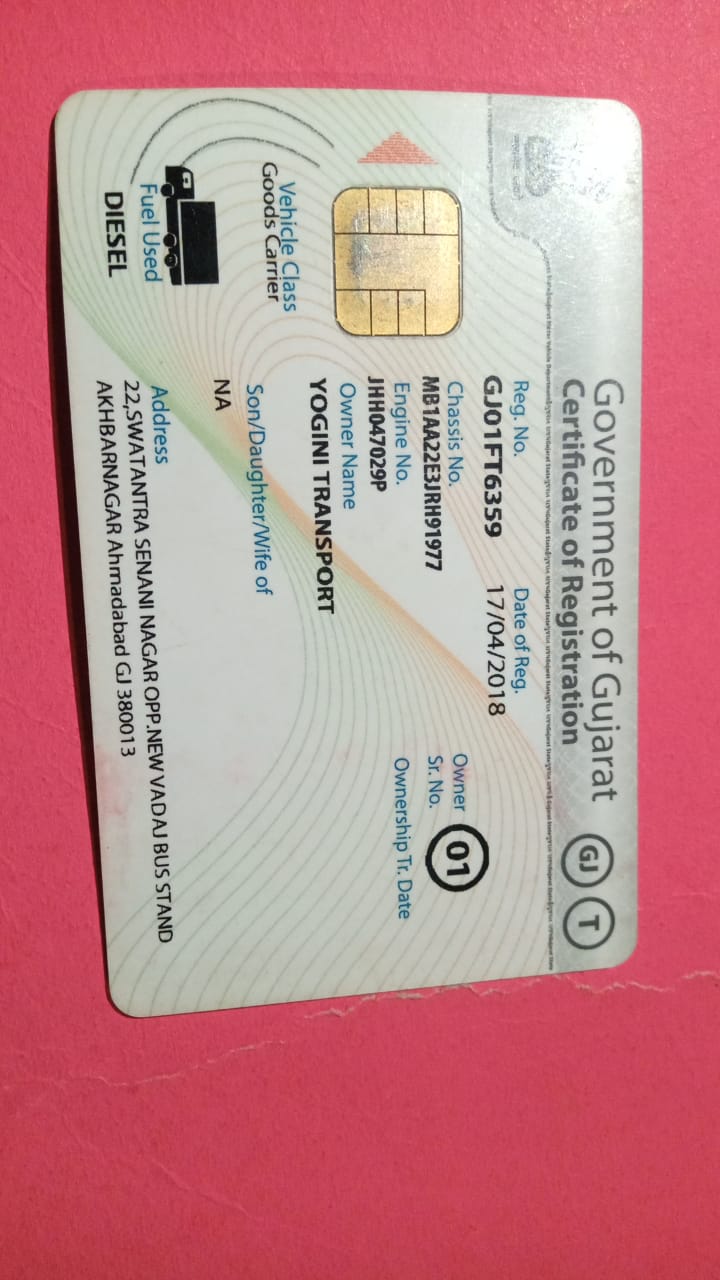 Government of Gujarat
Certificate of Registration
GJ T
Reg. No. Date of Reg.
GJ01FT6359 17/04/2018
Chassis No.
MB1AA22E3JRH91977
Owner
Sr. No. 01
Engine No.
JHH047029P
Ownership Tr. Date
Owner Name
YOGINI TRANSPORT
Vehicle Class
Goods Carrier
Son/Daughter/Wife of
NA
Fuel Used
DIESEL
Address
22,SWATANTRA SENANI NAGAR OPP.NEW VADAJ BUS STAND
AKHBARNAGAR Ahmadabad GJ 380013